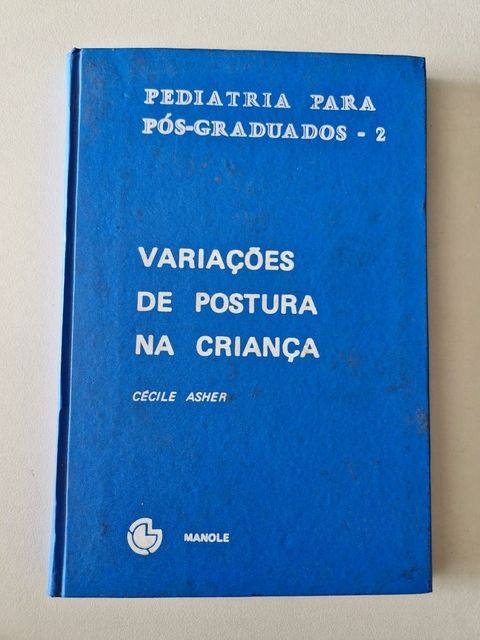 PEDIATRIA PARA
PÓS-GRADUADOS - 2
VARIAÇÕES
DE POSTURA
NA CRIANÇA
CÉCILE ASHER
MANOLE